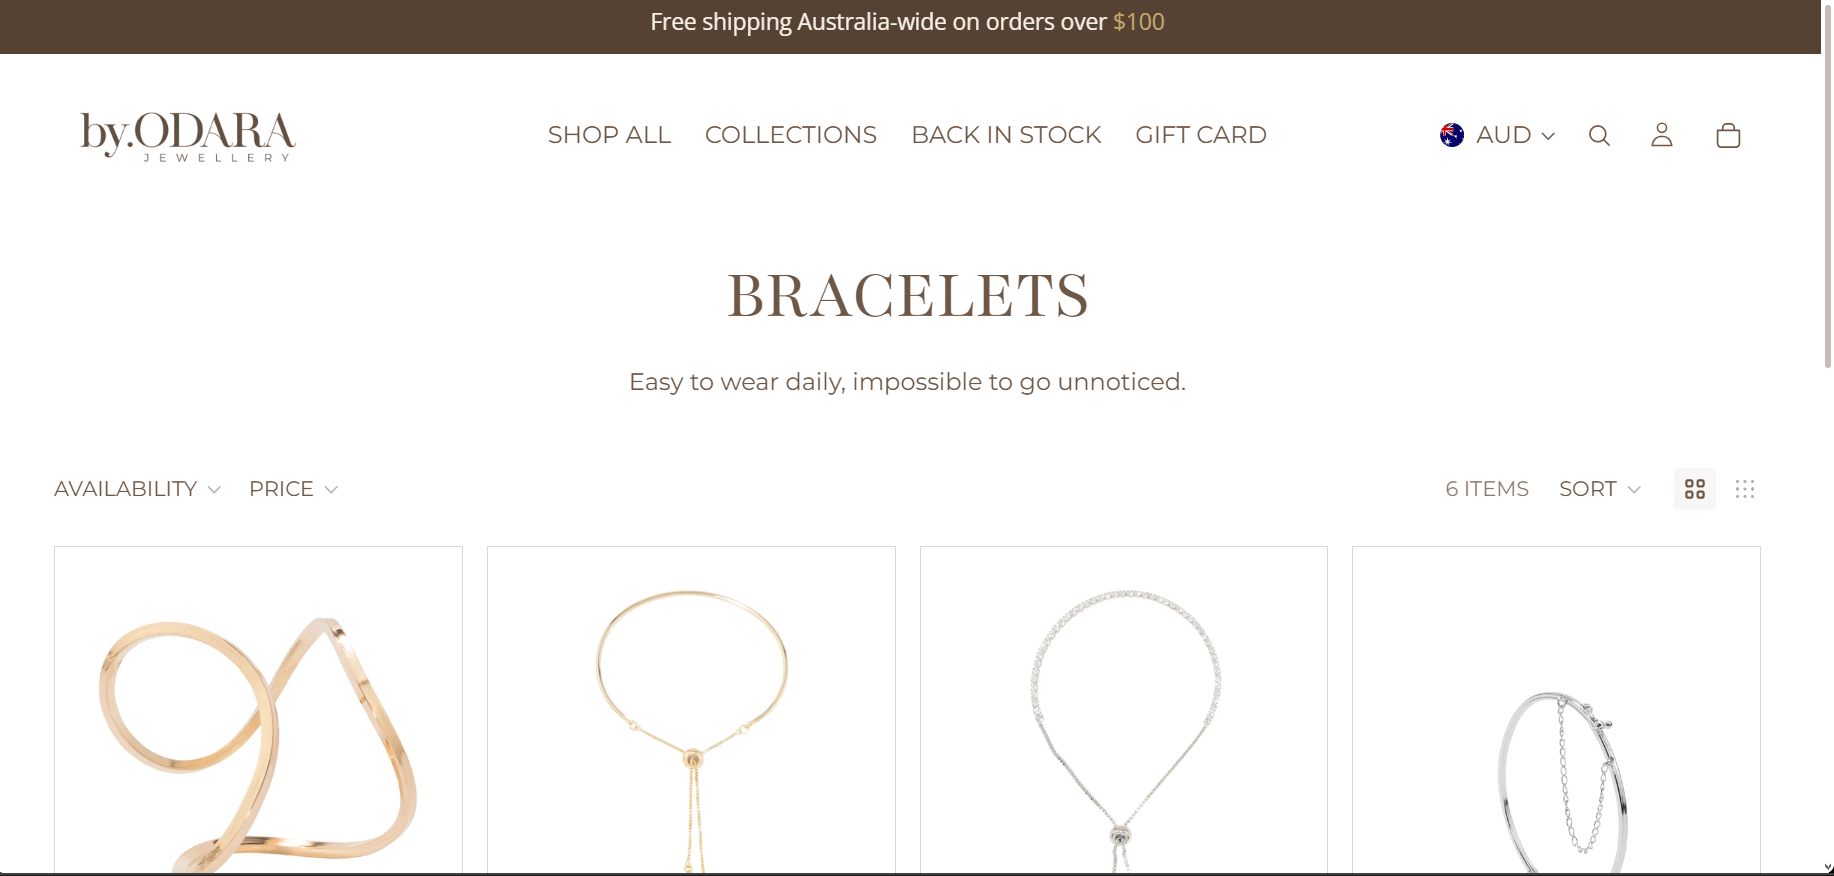 Free shipping Australia-wide on orders over $100
by.ODARA
JEWELLERY
SHOP ALL
COLLECTIONS
BACK IN STOCK
GIFT CARD
AUD
BRACELETS
Easy to wear daily, impossible to go unnoticed.
AVAILABILITY
PRICE
6 ITEMS
SORT